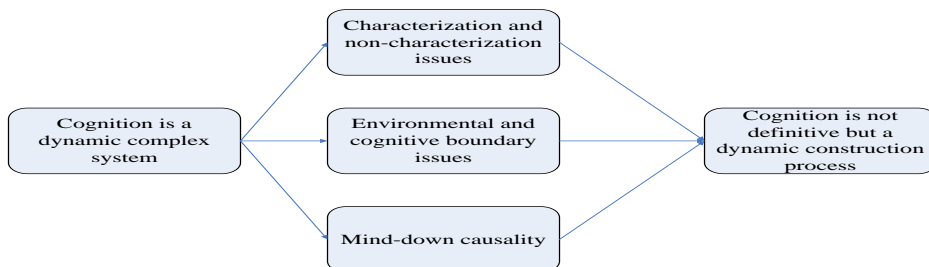 Characterization and
non-characterization
issues
Cognition is a
dynamic complex
system
Environmental and
cognitive boundary
issues
Cognition is not
definitive but a
dynamic construction
process
Mind-down causality